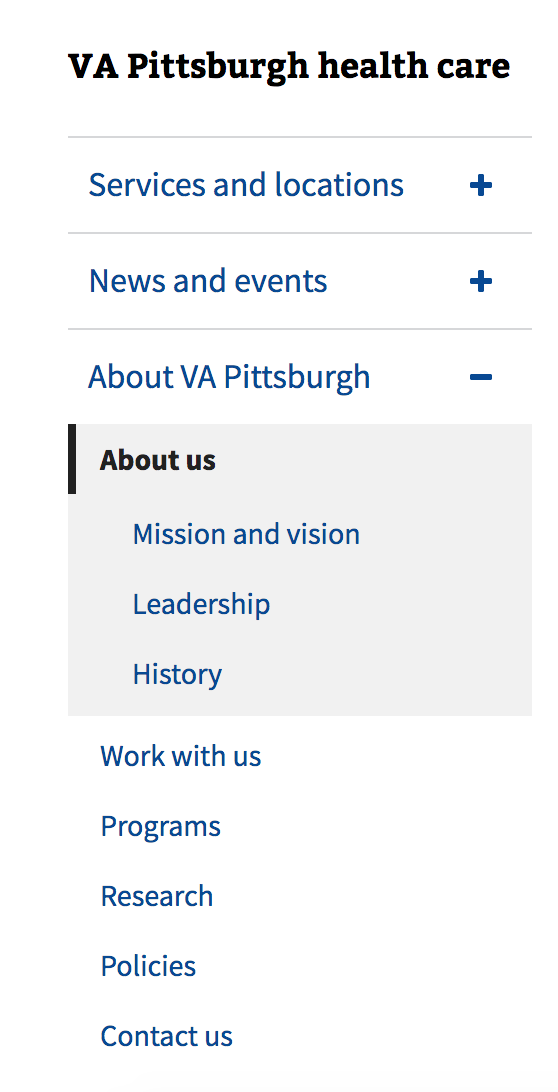 VA Pittsburgh health care
Services and locations
News and events
About VA Pittsburgh
About us
Mission and vision
Leadership
History
Work with us
Programs
Research
Policies
Contact us